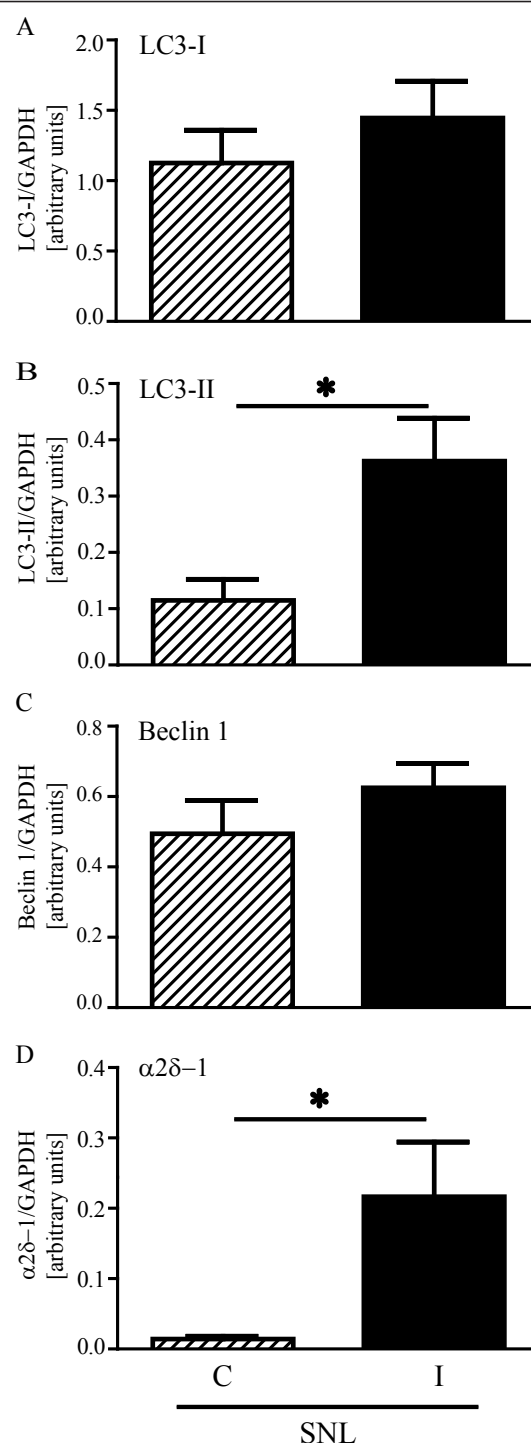 A
LC3-I
2.0
1.5
1.0
0.5
0.0
LC3-I/GAPDH
[arbitrary units]
B
LC3-II
*
0.5
0.4
0.3
0.2
0.1
0.0
LC3-II/GAPDH
[arbitrary units]
C
Beclin 1
0.8
0.6
0.4
0.2
0.0
Beclin 1/GAPDH
[arbitrary units]
D
α2δ–1
*
0.4
0.3
0.2
0.1
0.0
α2δ–1/GAPDH
[arbitrary units]
C I
SNL